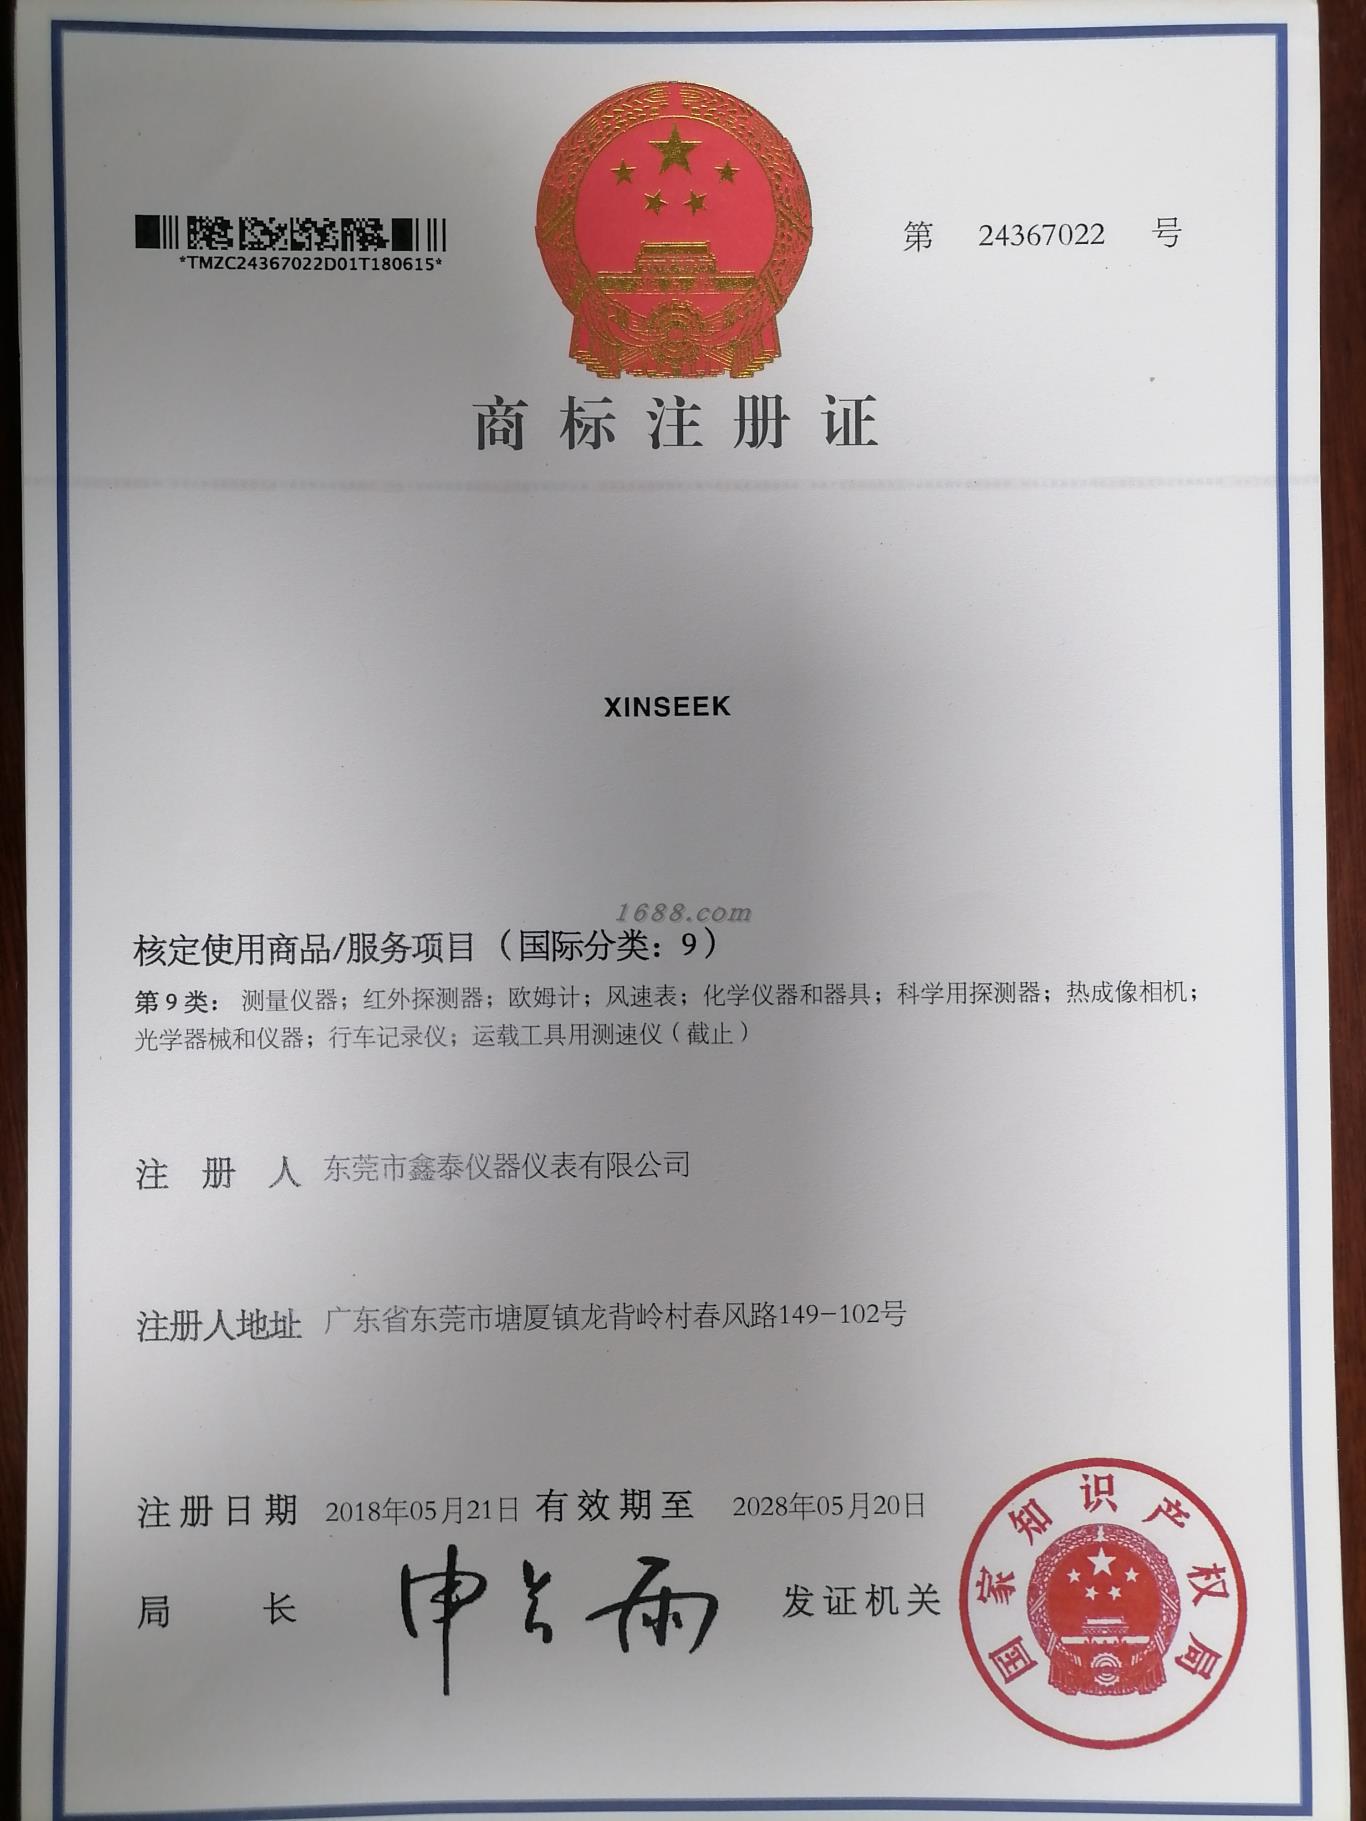 *TMZC24367022D01T180615*
第 24367022 号
商标注册证
XINSEEK
1688.com
核定使用商品/服务项目（国际分类：9）
第9类：测量仪器；红外探测器；欧姆计；风速表；化学仪器和器具；科学用探测器；热成像相机；
光学器械和仪器；行车记录仪；运载工具用测速仪（截止）
注册人 东莞市鑫泰仪器仪表有限公司
注册人地址 广东省东莞市塘厦镇龙背岭村春风路149-102号
注册日期 2018年05月21日 有效期至 2028年05月20日
局长 申长雨 发证机关
国家知识产权局